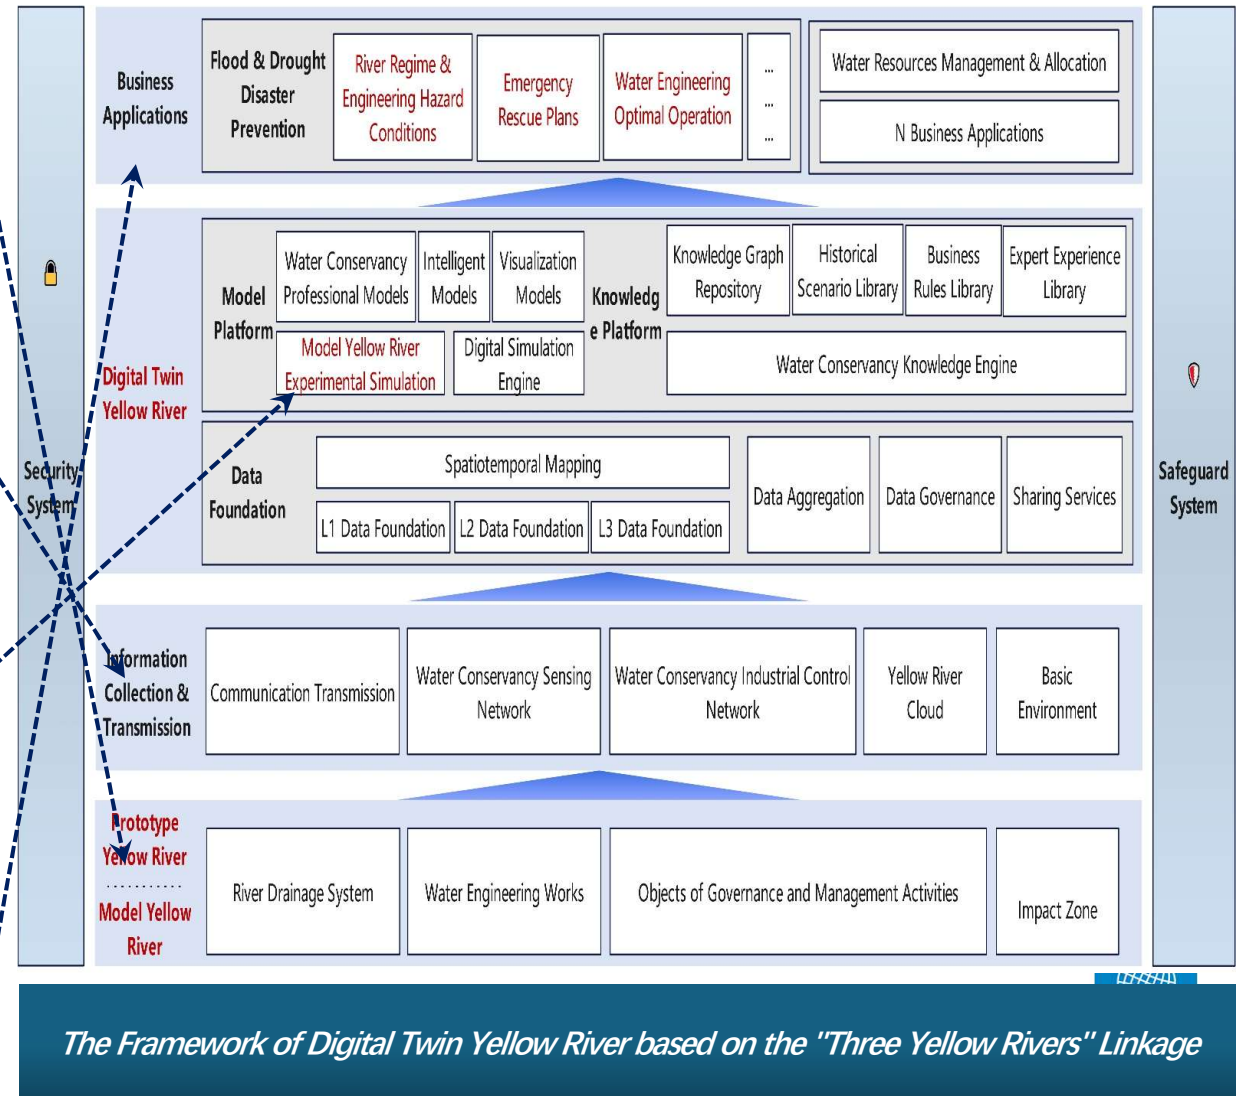 Business
Applications
Flood & Drought
Disaster
Prevention
River Regime &
Engineering Hazard
Conditions
Emergency
Rescue Plans
Water Engineering
Optimal Operation
...
...
...
Water Resources Management & Allocation
N Business Applications
Digital Twin
Yellow River
Model
Platform
Water Conservancy
Professional Models
Intelligent
Models
Visualization
Models
Model Yellow River
Experimental Simulation
Digital Simulation
Engine
Knowledg
e Platform
Knowledge Graph
Repository
Historical
Scenario Library
Business
Rules Library
Expert Experience
Library
Water Conservancy Knowledge Engine
Data
Foundation
Spatiotemporal Mapping
L1 Data Foundation
L2 Data Foundation
L3 Data Foundation
Data Aggregation
Data Governance
Sharing Services
Security
System
Safeguard
System
Information
Collection &
Transmission
Communication Transmission
Water Conservancy Sensing
Network
Water Conservancy Industrial Control
Network
Yellow River
Cloud
Basic
Environment
Prototype
Yellow River
Model Yellow
River
River Drainage System
Water Engineering Works
Objects of Governance and Management Activities
Impact Zone
The Framework of Digital Twin Yellow River based on the "Three Yellow Rivers" Linkage